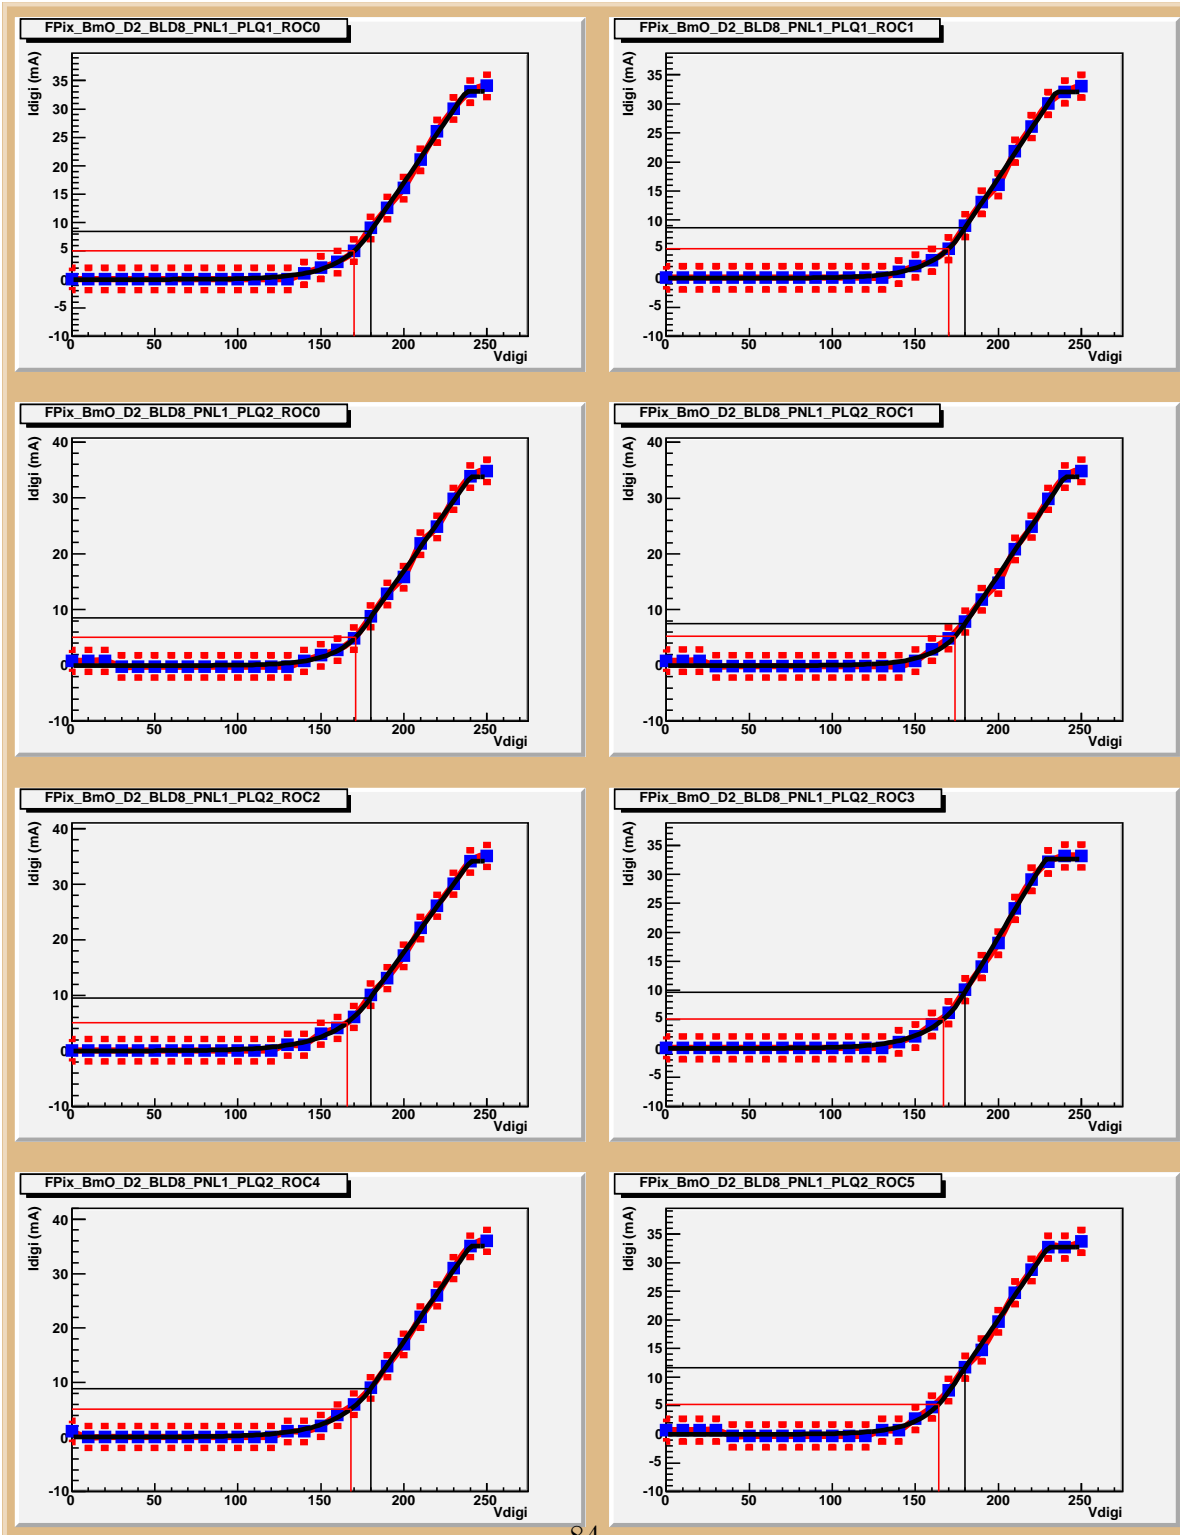 FPix_BmO_D2_BLD8_PNL1_PLQ1_ROC0
Idigi (mA)
35
30
25
20
15
10
5
0
-5
-10
0 50 100 150 200 250
Vdigi
FPix_BmO_D2_BLD8_PNL1_PLQ1_ROC1
Idigi (mA)
35
30
25
20
15
10
5
0
-5
-10
0 50 100 150 200 250
Vdigi
FPix_BmO_D2_BLD8_PNL1_PLQ2_ROC0
Idigi (mA)
40
30
20
10
0
-10
0 50 100 150 200 250
Vdigi
FPix_BmO_D2_BLD8_PNL1_PLQ2_ROC1
Idigi (mA)
40
30
20
10
0
-10
0 50 100 150 200 250
Vdigi
FPix_BmO_D2_BLD8_PNL1_PLQ2_ROC2
Idigi (mA)
40
30
20
10
0
-10
0 50 100 150 200 250
Vdigi
FPix_BmO_D2_BLD8_PNL1_PLQ2_ROC3
Idigi (mA)
35
30
25
20
15
10
5
0
-5
-10
0 50 100 150 200 250
Vdigi
FPix_BmO_D2_BLD8_PNL1_PLQ2_ROC4
Idigi (mA)
40
30
20
10
0
-10
0 50 100 150 200 250
Vdigi
FPix_BmO_D2_BLD8_PNL1_PLQ2_ROC5
Idigi (mA)
35
30
25
20
15
10
5
0
-5
-10
0 50 100 150 200 250
Vdigi
84